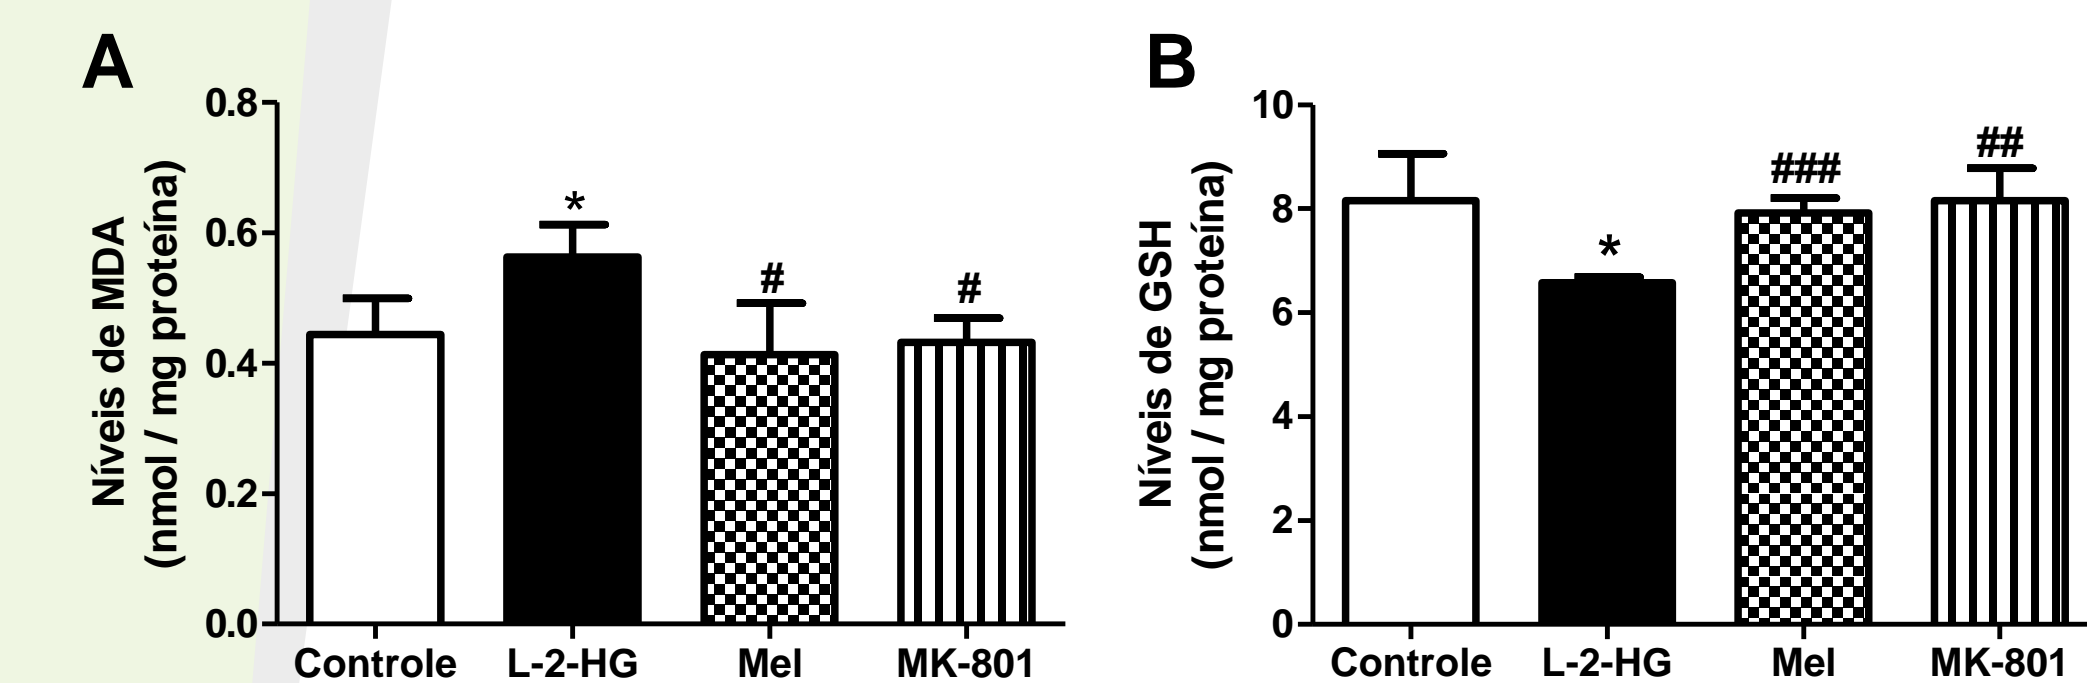 A
Níveis de MDA
(nmol / mg proteína)
0.8
0.6
0.4
0.2
0.0
*
#
#
Controle
L-2-HG
Mel
MK-801
B
Níveis de GSH
(nmol / mg proteína)
10
8
6
4
2
0
*
###
##
Controle
L-2-HG
Mel
MK-801